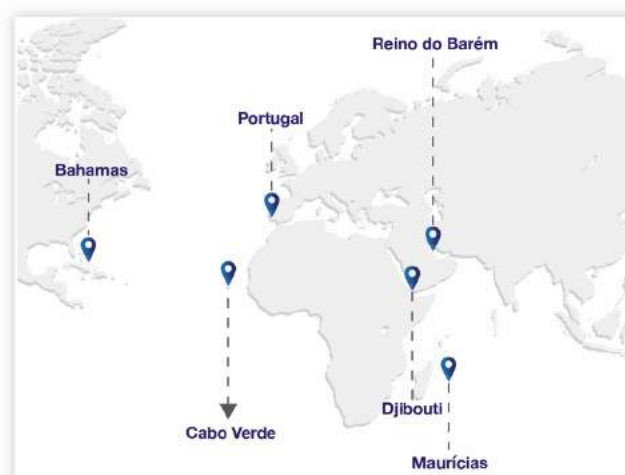 Reino do Barém
Portugal
Bahamas
Djibouti
Cabo Verde
Maurícias